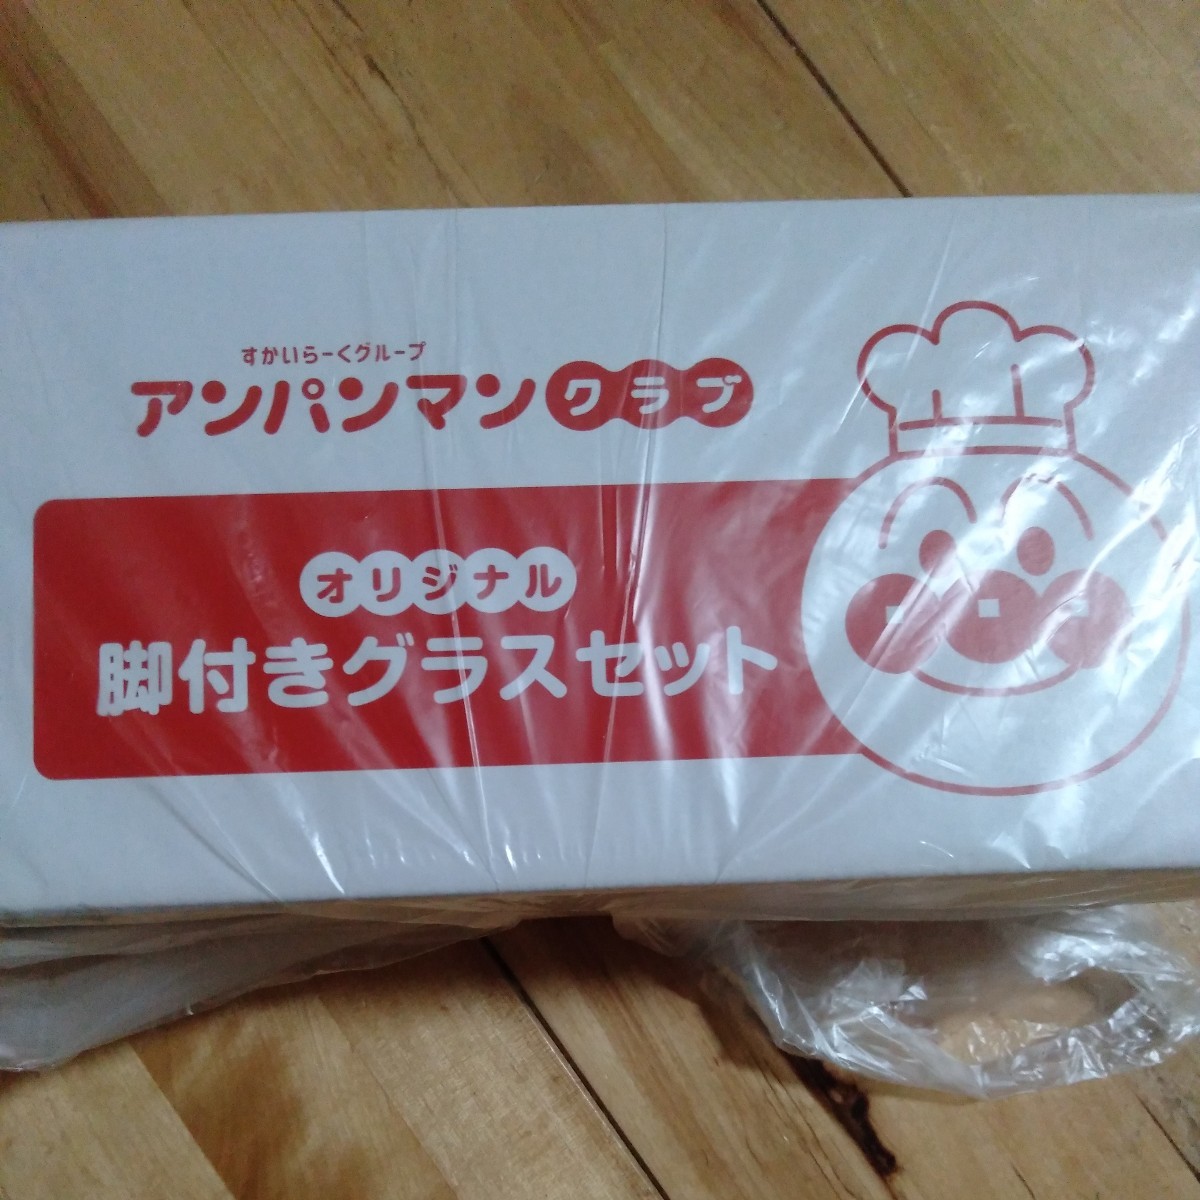 すかいらーくグループ
アンパンマンクラブ
オリジナル
脚付きグラスセット